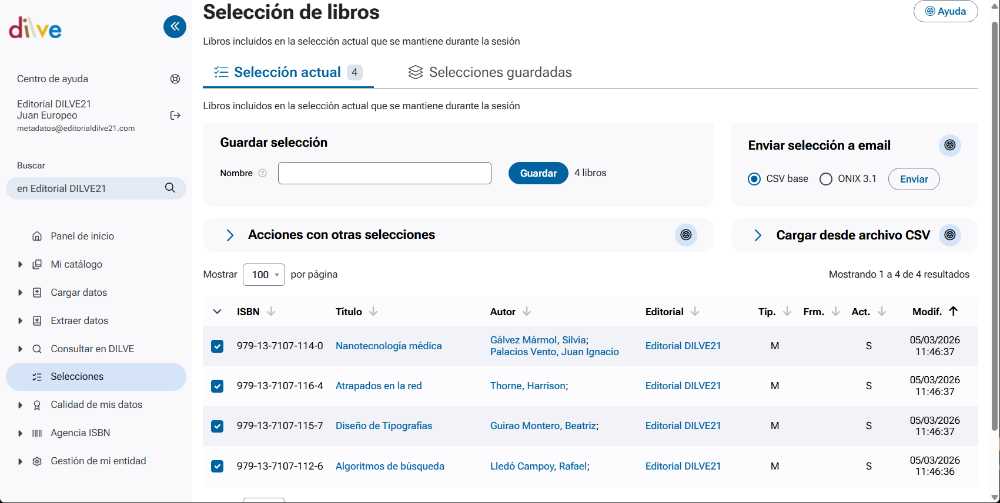 dilve
Centro de ayuda
Editorial DILVE21
Juan Europeo
metadatos@editorialdilve21.com
Buscar
en Editorial DILVE21
Panel de inicio
Mi catálogo
Cargar datos
Extraer datos
Consultar en DILVE
Selecciones
Calidad de mis datos
Agencia ISBN
Gestión de mi entidad
Selección de libros
Ayuda
Libros incluidos en la selección actual que se mantiene durante la sesión
Selección actual 4
Selecciones guardadas
Libros incluidos en la selección actual que se mantiene durante la sesión
Guardar selección
Nombre ?
Guardar
4 libros
Enviar selección a email
CSV base
ONIX 3.1
Enviar
Acciones con otras selecciones
Cargar desde archivo CSV
Mostrar 100 por página
Mostrando 1 a 4 de 4 resultados
ISBN Título Autor Editorial Tip. Frm. Act. Modif.
979-13-7107-114-0 Nanotecnología médica Gálvez Mármol, Silvia; Editorial DILVE21 M S 05/03/2026
Palacios Vento, Juan Ignacio 11:46:37
979-13-7107-116-4 Atrapados en la red Thorne, Harrison; Editorial DILVE21 M S 05/03/2026
11:46:37
979-13-7107-115-7 Diseño de Tipografías Guirao Montero, Beatriz; Editorial DILVE21 M S 05/03/2026
11:46:37
979-13-7107-112-6 Algoritmos de búsqueda Lledó Campoy, Rafael; Editorial DILVE21 M S 05/03/2026
11:46:36